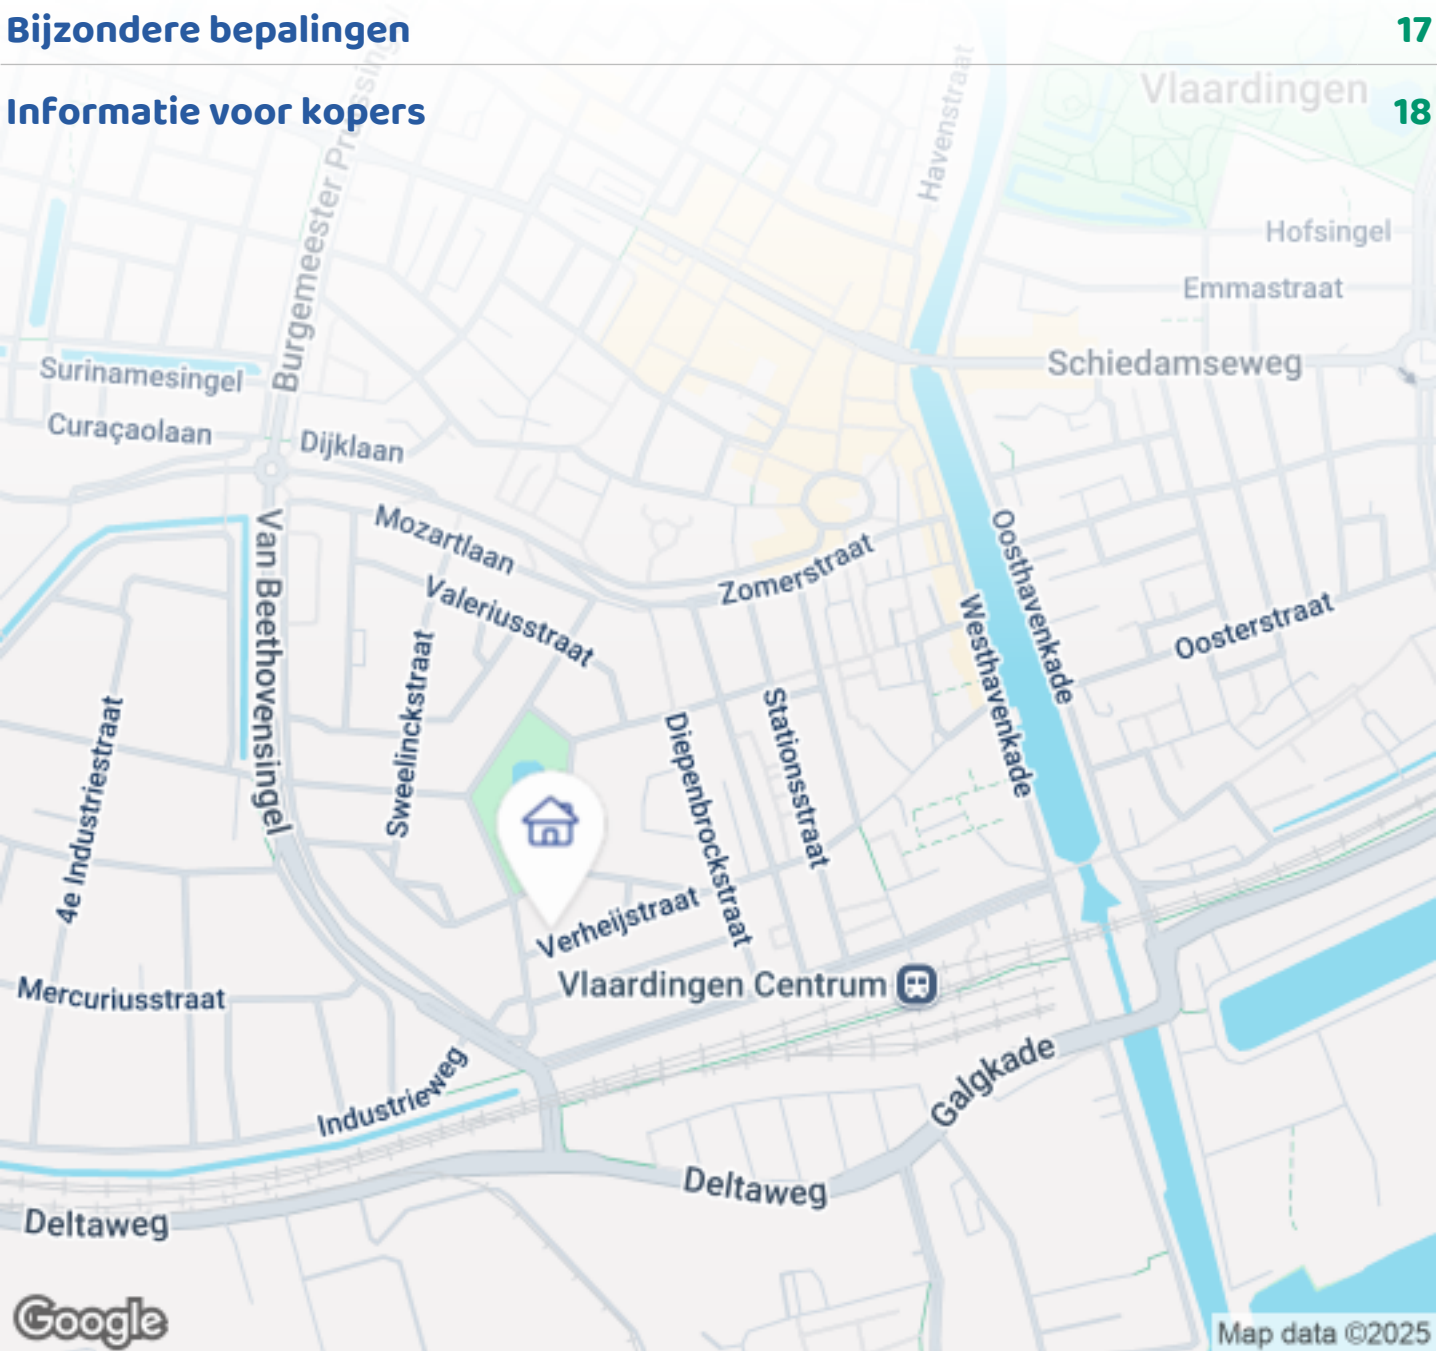 Bijzondere bepalingen 17
Informatie voor kopers 18
Vlaardingen
Havenstraat
Hofsingel
Emmastraat
Schiedamseweg
Surinamesingel
Curaçaolaan
Dijklaan
Mozartlaan
Valeriusstraat
Zomerstraat
Van Beethovensingel
Sweelinckstraat
4e Industriestraat
Diepenbrockstraat
Stationsstraat
Westhavenkade
Oosthavenkade
Oosterstraat
Verheijstraat
Vlaardingen Centrum
Mercuriusstraat
Industrieweg
Galgkade
Deltaweg
Deltaweg
Burgemeester
Google
Map data ©2025